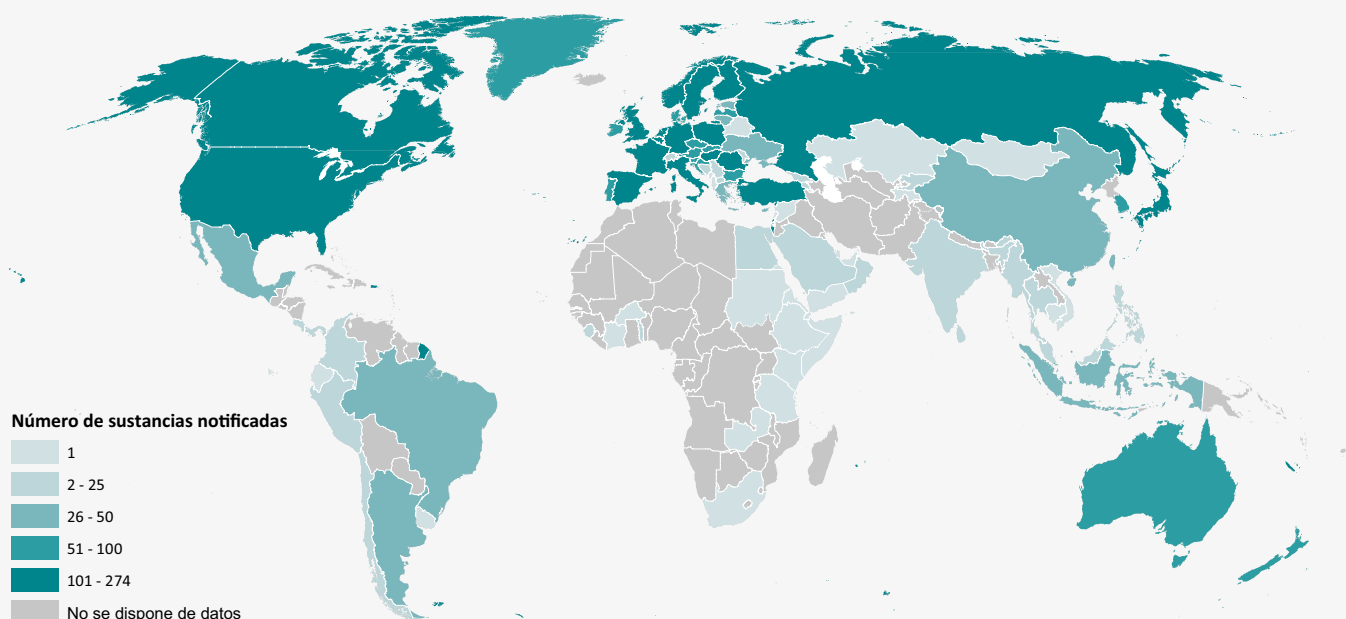 Número de sustancias notificadas
1
2 - 25
26 - 50
51 - 100
101 - 274
No se dispone de datos